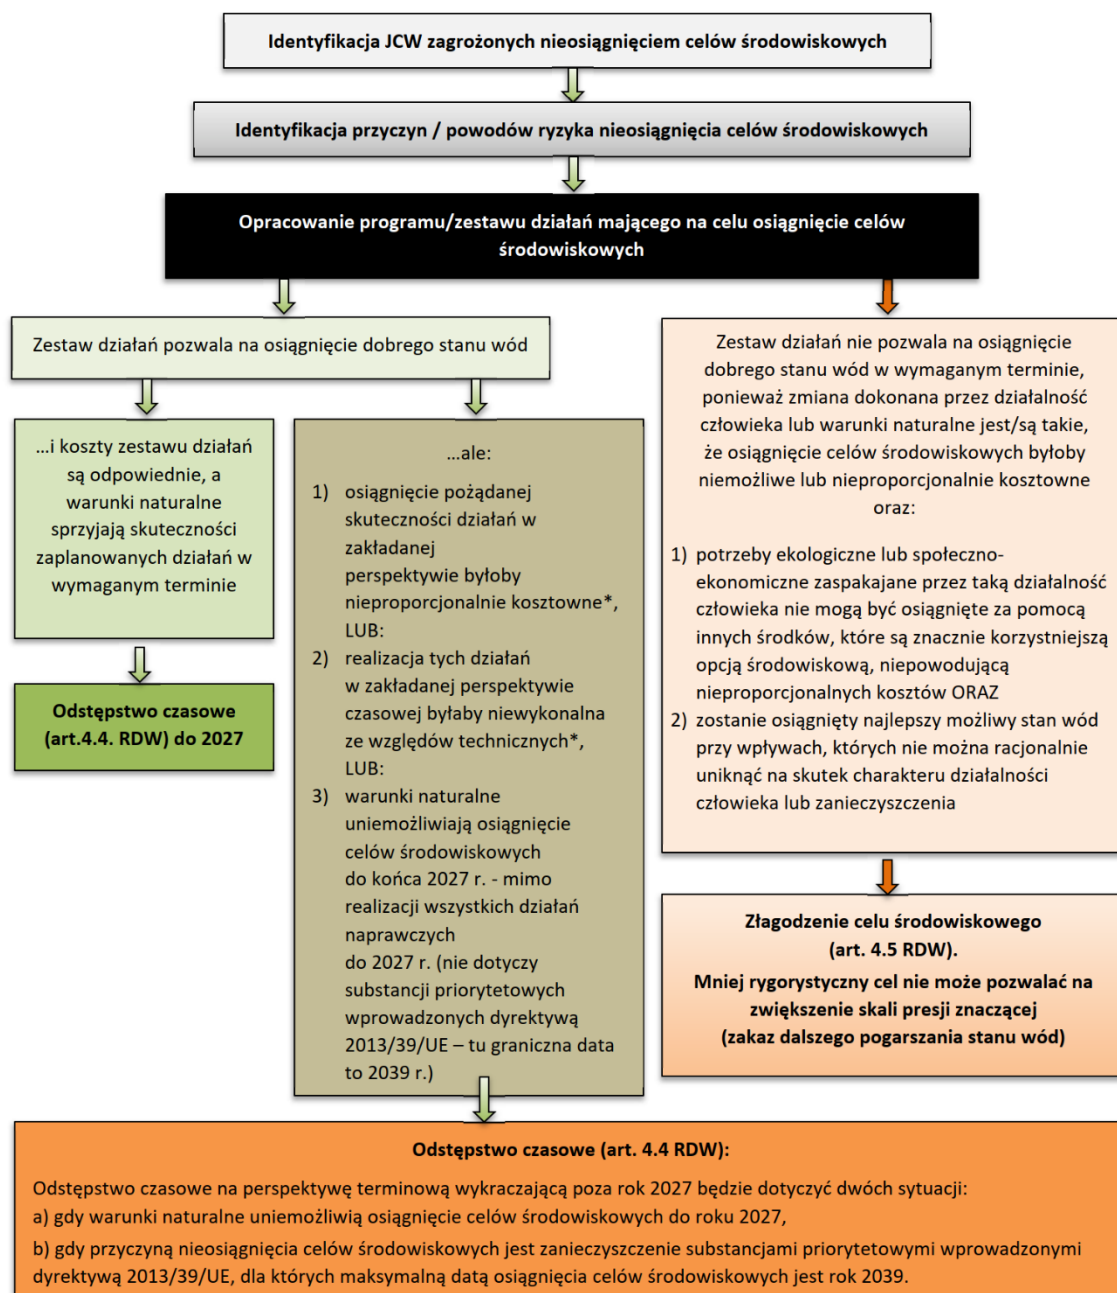 Identyfikacja JCW zagrożonych nieosiągnięciem celów środowiskowych
Identyfikacja przyczyn / powodów ryzyka nieosiągnięcia celów środowiskowych
Opracowanie programu/zestawu działań mającego na celu osiągnięcie celów
środowiskowych
Zestaw działań pozwala na osiągnięcie dobrego stanu wód
…i koszty zestawu działań
są odpowiednie, a
warunki naturalne
sprzyjają skuteczności
zaplanowanych działań w
wymaganym terminie
Odstępstwo czasowe
(art.4.4. RDW) do 2027
…ale:
1) osiągnięcie pożądanej
skuteczności działań w
zakładanej
perspektywie byłoby
nieproporcjonalnie kosztowne*,
LUB:
2) realizacja tych działań
w zakładanej perspektywie
czasowej byłaby niewykonalna
ze względów technicznych*,
LUB:
3) warunki naturalne
uniemożliwiają osiągnięcie
celów środowiskowych
do końca 2027 r. - mimo
realizacji wszystkich działań
naprawczych
do 2027 r. (nie dotyczy
substancji priorytetowych
wprowadzonych dyrektywą
2013/39/UE – tu graniczna data
to 2039 r.)
Zestaw działań nie pozwala na osiągnięcie
dobrego stanu wód w wymaganym terminie,
ponieważ zmiana dokonana przez działalność
człowieka lub warunki naturalne jest/są takie,
że osiągnięcie celów środowiskowych byłoby
niemożliwe lub nieproporcjonalnie kosztowne
oraz:
1) potrzeby ekologiczne lub społeczno-
ekonomiczne zaspakajane przez taką działalność
człowieka nie mogą być osiągnięte za pomocą
innych środków, które są znacznie korzystniejszą
opcją środowiskową, niepowodującą
nieproporcjonalnych kosztów ORAZ
2) zostanie osiągnięty najlepszy możliwy stan wód
przy wpływach, których nie można racjonalnie
uniknąć na skutek charakteru działalności
człowieka lub zanieczyszczenia
Złagodzenie celu środowiskowego
(art. 4.5 RDW).
Mniej rygorystyczny cel nie może pozwalać na
zwiększenie skali presji znaczącej
(zakaz dalszego pogarszania stanu wód)
Odstępstwo czasowe (art. 4.4 RDW):
Odstępstwo czasowe na perspektywę terminową wykraczającą poza rok 2027 będzie dotyczyć dwóch sytuacji:
a) gdy warunki naturalne uniemożliwią osiągnięcie celów środowiskowych do roku 2027,
b) gdy przyczyną nieosiągnięcia celów środowiskowych jest zanieczyszczenie substancjami priorytetowymi wprowadzonymi
dyrektywą 2013/39/UE, dla których maksymalną datą osiągnięcia celów środowiskowych jest rok 2039.